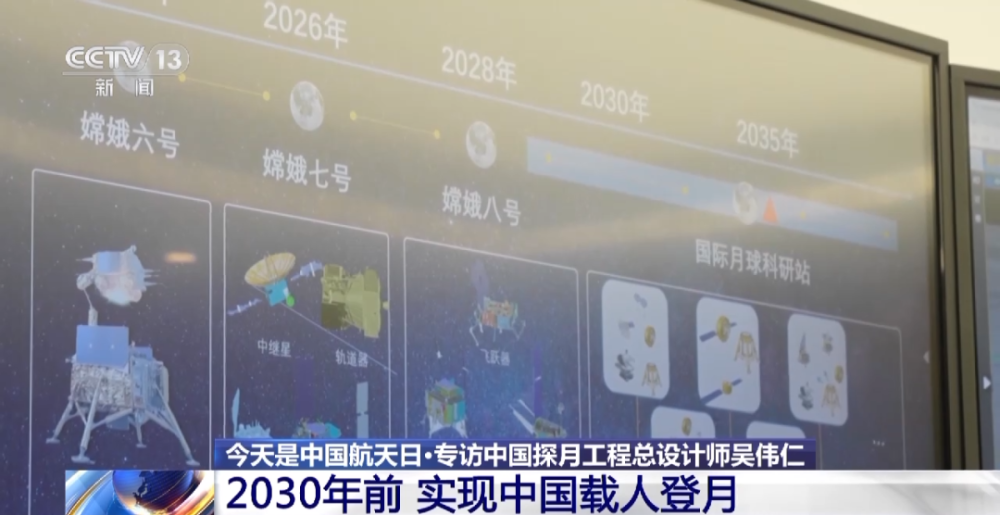 CCTV 13
新闻
2026年
2028年
2030年
2035年
嫦娥六号
嫦娥七号
嫦娥八号
国际月球科研站
中继星
轨道器
飞跃器
今天是中国航天日·专访中国探月工程总设计师吴伟仁
2030年前 实现中国载人登月